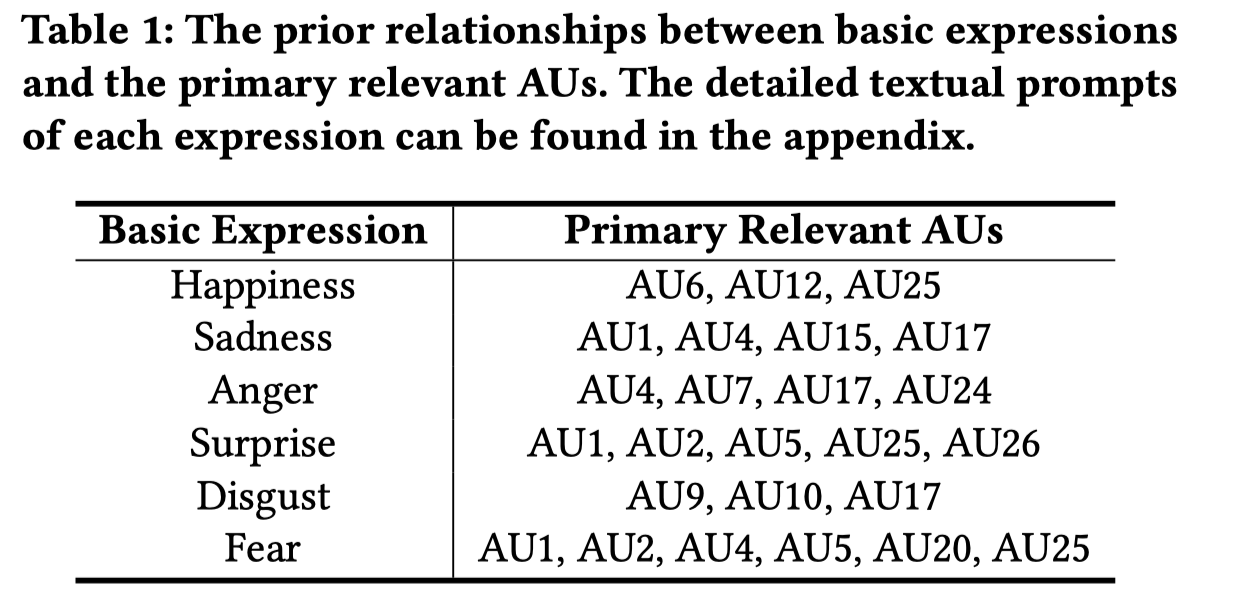 Table 1: The prior relationships between basic expressions
and the primary relevant AUs. The detailed textual prompts
of each expression can be found in the appendix.
Basic Expression Primary Relevant AUs
Happiness AU6, AU12, AU25
Sadness AU1, AU4, AU15, AU17
Anger AU4, AU7, AU17, AU24
Surprise AU1, AU2, AU5, AU25, AU26
Disgust AU9, AU10, AU17
Fear AU1, AU2, AU4, AU5, AU20, AU25